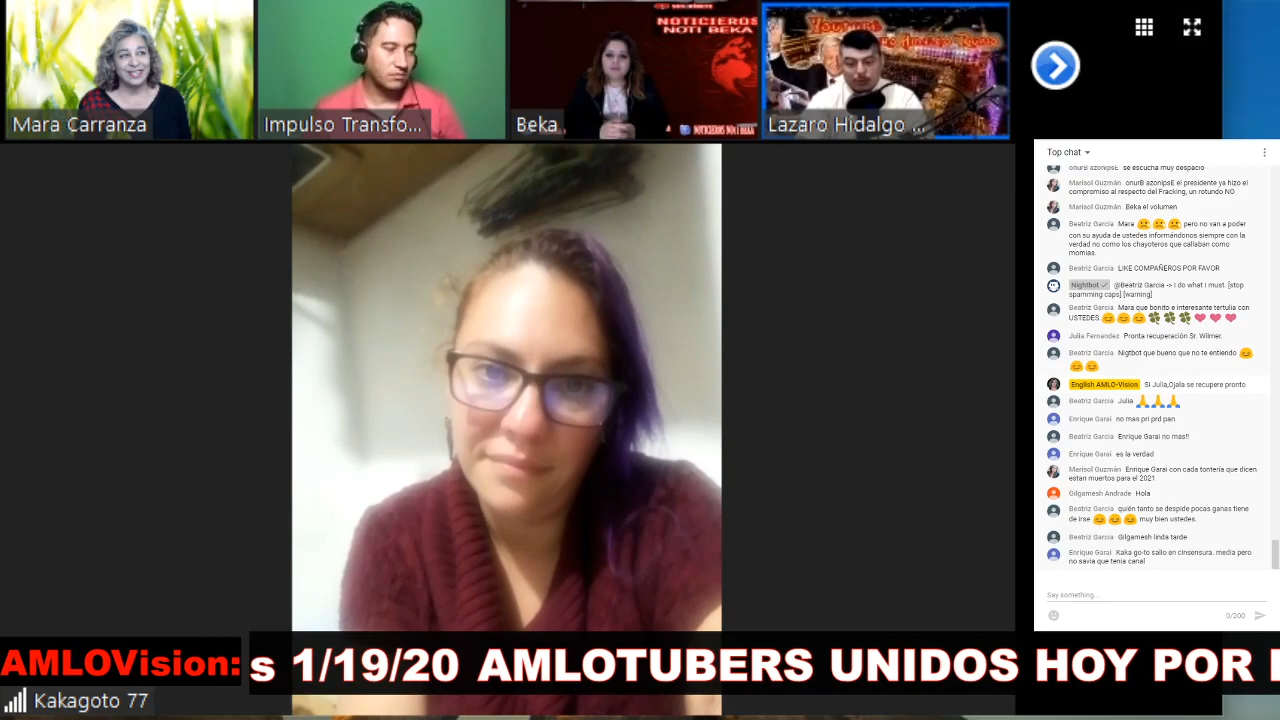 NOTICIEROS
NOTI BEKA
Mara Carranza
Impulso Transfo...
Beka
NOTICIEROS NOTI BEKA
Lazaro Hidalgo ...
Top chat
onurB azonipsE se escucha muy despacio
Marisol Guzmán onurB azonipsE el presidente ya hizo el
compromiso al respecto del Fracking, un rotundo NO
Marisol Guzmán Beka el volumen
Beatriz Garcia Mara ☹️☹️☹️ pero no van a poder
con su ayuda de ustedes informándonos siempre con la
verdad no como los chayoteros que callaban como
momias.
Beatriz Garcia LIKE COMPAÑEROS POR FAVOR
Nightbot ✓ @Beatriz Garcia -> I do what I must. [stop
spamming caps] [warning]
Beatriz Garcia Mara que bonito e interesante tertulia con
USTEDES 😊😊😊🍀🍀🍀❤️❤️❤️
Julia Fernandez Pronta recuperación Sr. Wilmer.
Beatriz Garcia Nigtbot que bueno que no te entiendo 😊
😊😊
English AMLO-Vision Si Julia,Ojala se recupere pronto
Beatriz Garcia Julia 🙏🙏🙏
Enrique Garai no mas pri prd pan
Beatriz Garcia Enrique Garai no mas!!
Enrique Garai es la verdad
Marisol Guzmán Enrique Garai con cada tontería que dicen
estan muertos para el 2021
Gilgamesh Andrade Hola
Beatriz Garcia quién tanto se despide pocas ganas tiene
de irse 😊😊😊 muy bien ustedes.
Beatriz Garcia Gilgamesh linda tarde
Enrique Garai Kaka go-to salio en cinsensura. media pero
no savia que tenia canal
Say something...
0/200
AMLOVision: s 1/19/20 AMLOTUBERS UNIDOS HOY POR
Kakagoto 77